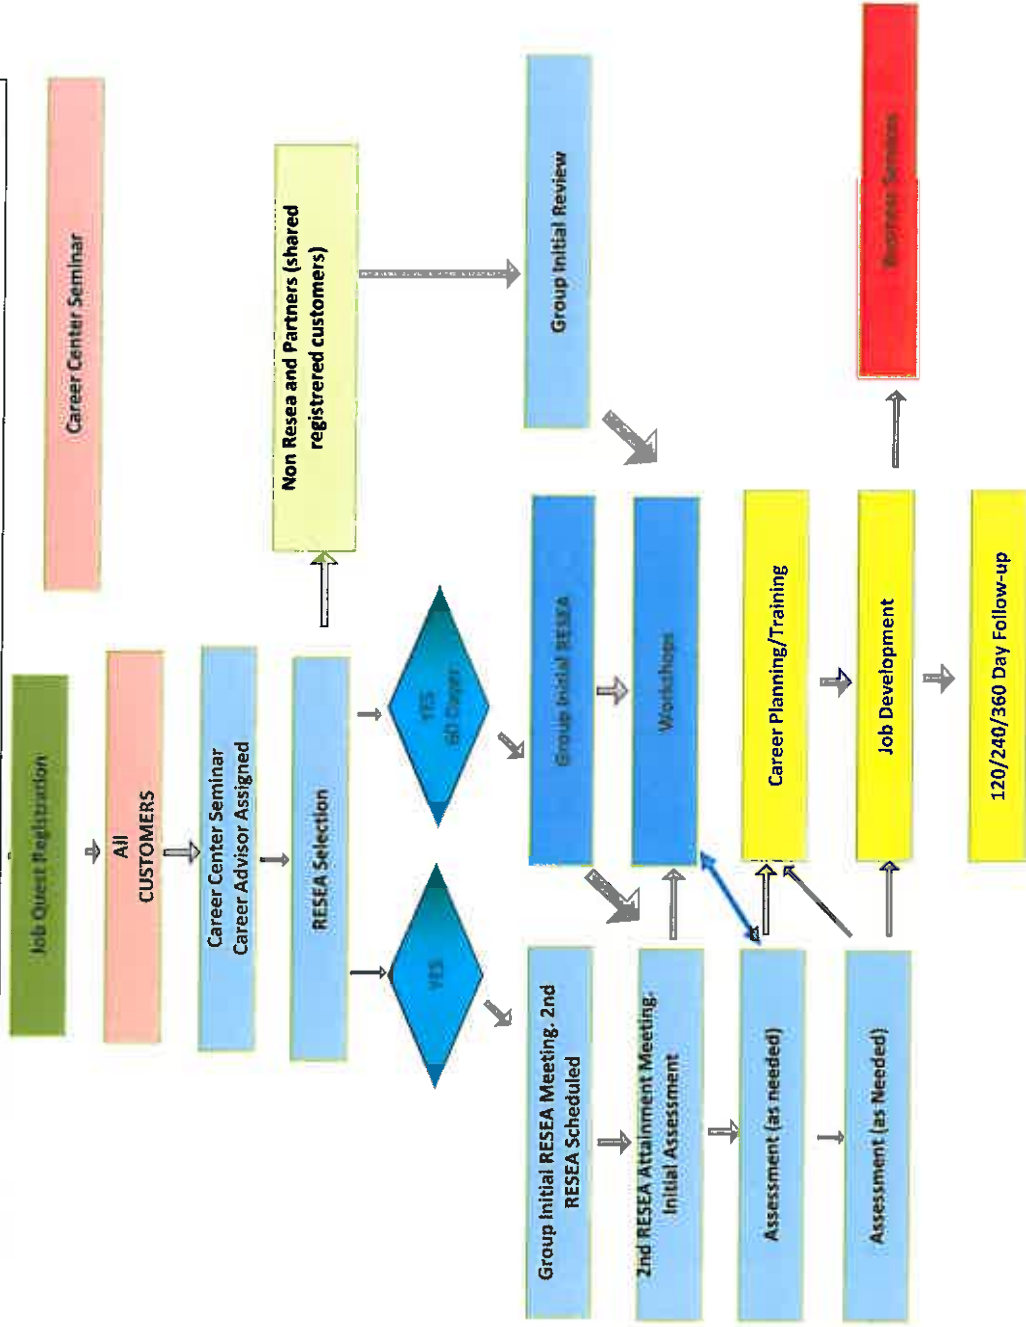 Job Quest Registration
Career Center Seminar
All
CUSTOMERS
Career Center Seminar
Career Advisor Assigned
RESEA Selection
Non Resea and Partners (shared
registrered customers)
YES
YES
60
Group Initial RESEA Meeting. 2nd
RESEA Scheduled
Group Initial RESEA
Group Initial Review
2nd RESEA Attainment Meeting.
Initial Assessment
Workshops
Assessment (as needed)
Career Planning/Training
Assessment (as Needed)
Job Development
Business Services
120/240/360 Day Follow-up